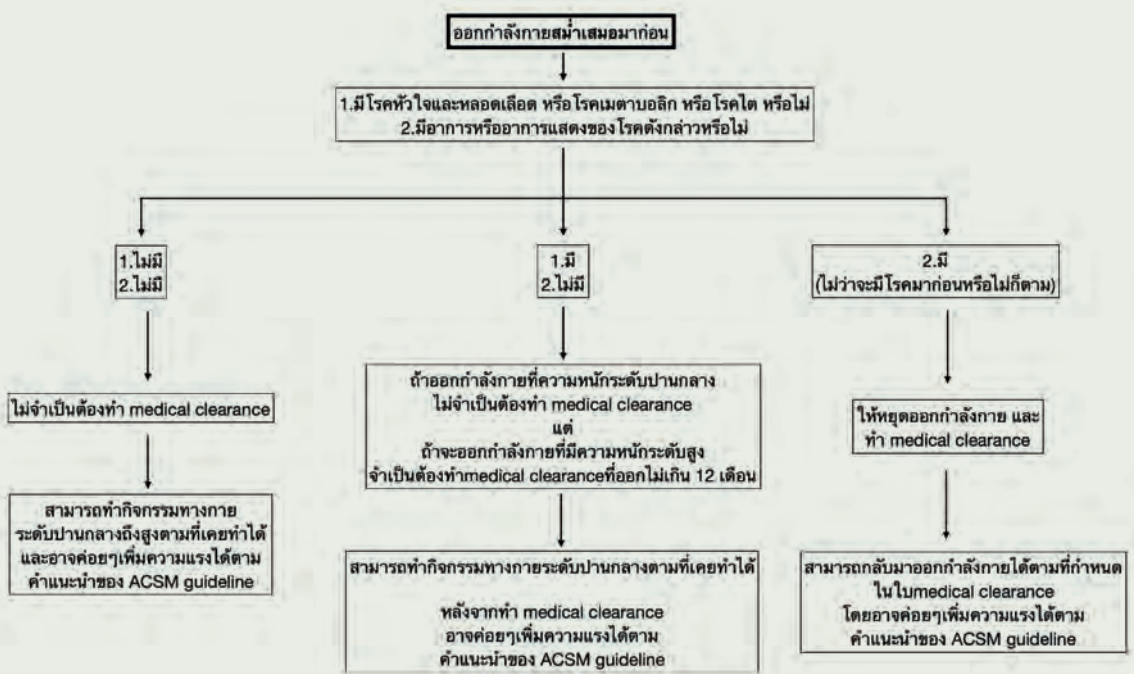 ออกกำลังกายสม่ำเสมอมาก่อน
1.มีโรคหัวใจและหลอดเลือด หรือโรคเมตาบอลิก หรือโรคไต หรือไม่
2.มีอาการหรืออาการแสดงของโรคดังกล่าวหรือไม่
1.ไม่มี
2.ไม่มี
1.มี
2.ไม่มี
2.มี
(ไม่ว่าจะมีโรคมาก่อนหรือไม่ก็ตาม)
ไม่จำเป็นต้องทำ medical clearance
ถ้าออกกำลังกายที่ความหนักระดับปานกลาง
ไม่จำเป็นต้องทำ medical clearance
แต่
ถ้าจะออกกำลังกายที่มีความหนักระดับสูง
จำเป็นต้องทำmedical clearanceที่ออกไม่เกิน 12 เดือน
ให้หยุดออกกำลังกาย และ
ทำ medical clearance
สามารถทำกิจกรรมทางกาย
ระดับปานกลางถึงสูงตามที่เคยทำได้
และอาจค่อยๆเพิ่มความแรงได้ตาม
คำแนะนำของ ACSM guideline
สามารถทำกิจกรรมทางกายระดับปานกลางตามที่เคยทำได้
หลังจากทำ medical clearance
อาจค่อยๆเพิ่มความแรงได้ตาม
คำแนะนำของ ACSM guideline
สามารถกลับมาออกกำลังกายได้ตามที่กำหนด
ในใบmedical clearance
โดยอาจค่อยๆเพิ่มความแรงได้ตาม
คำแนะนำของ ACSM guideline